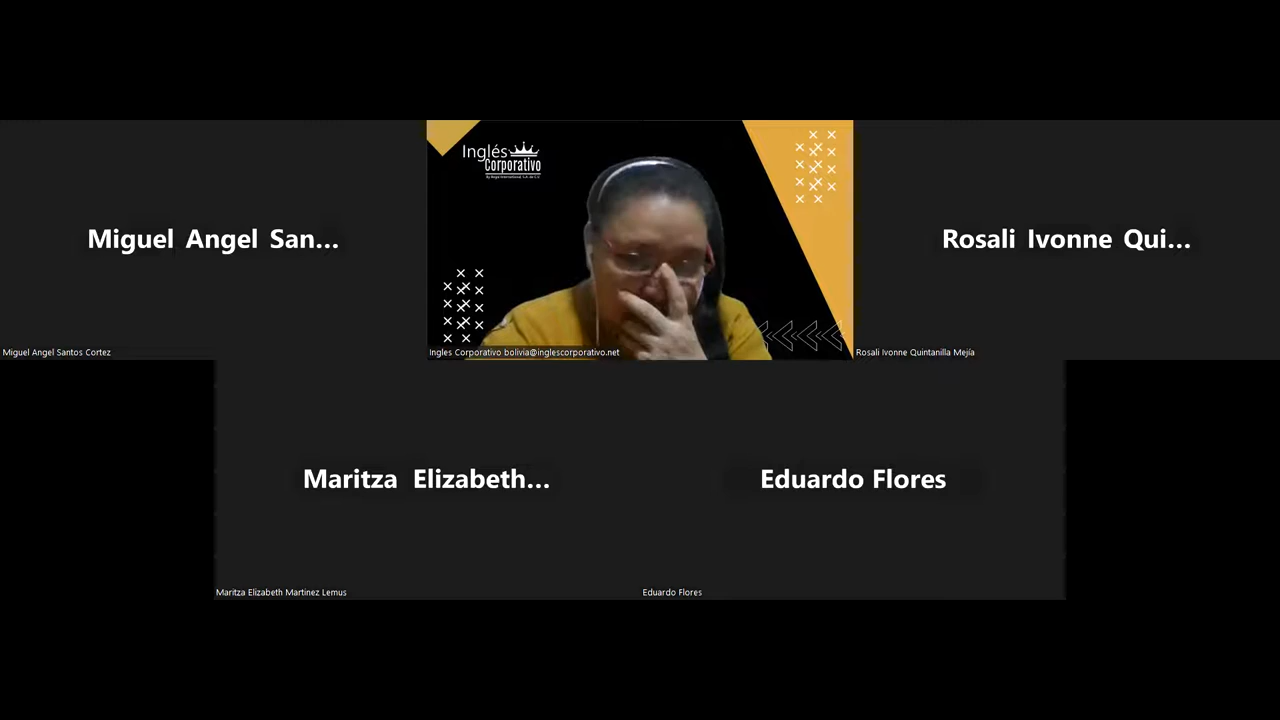 Inglés
Corporativo
Miguel Angel San...
Rosali Ivonne Qui...
Miguel Angel Santos Cortez
Ingles Corporativo bolivia@inglescorporativo.net
Rosali Ivonne Quintanilla Mejía
Maritza Elizabeth...
Eduardo Flores
Maritza Elizabeth Martinez Lemus
Eduardo Flores